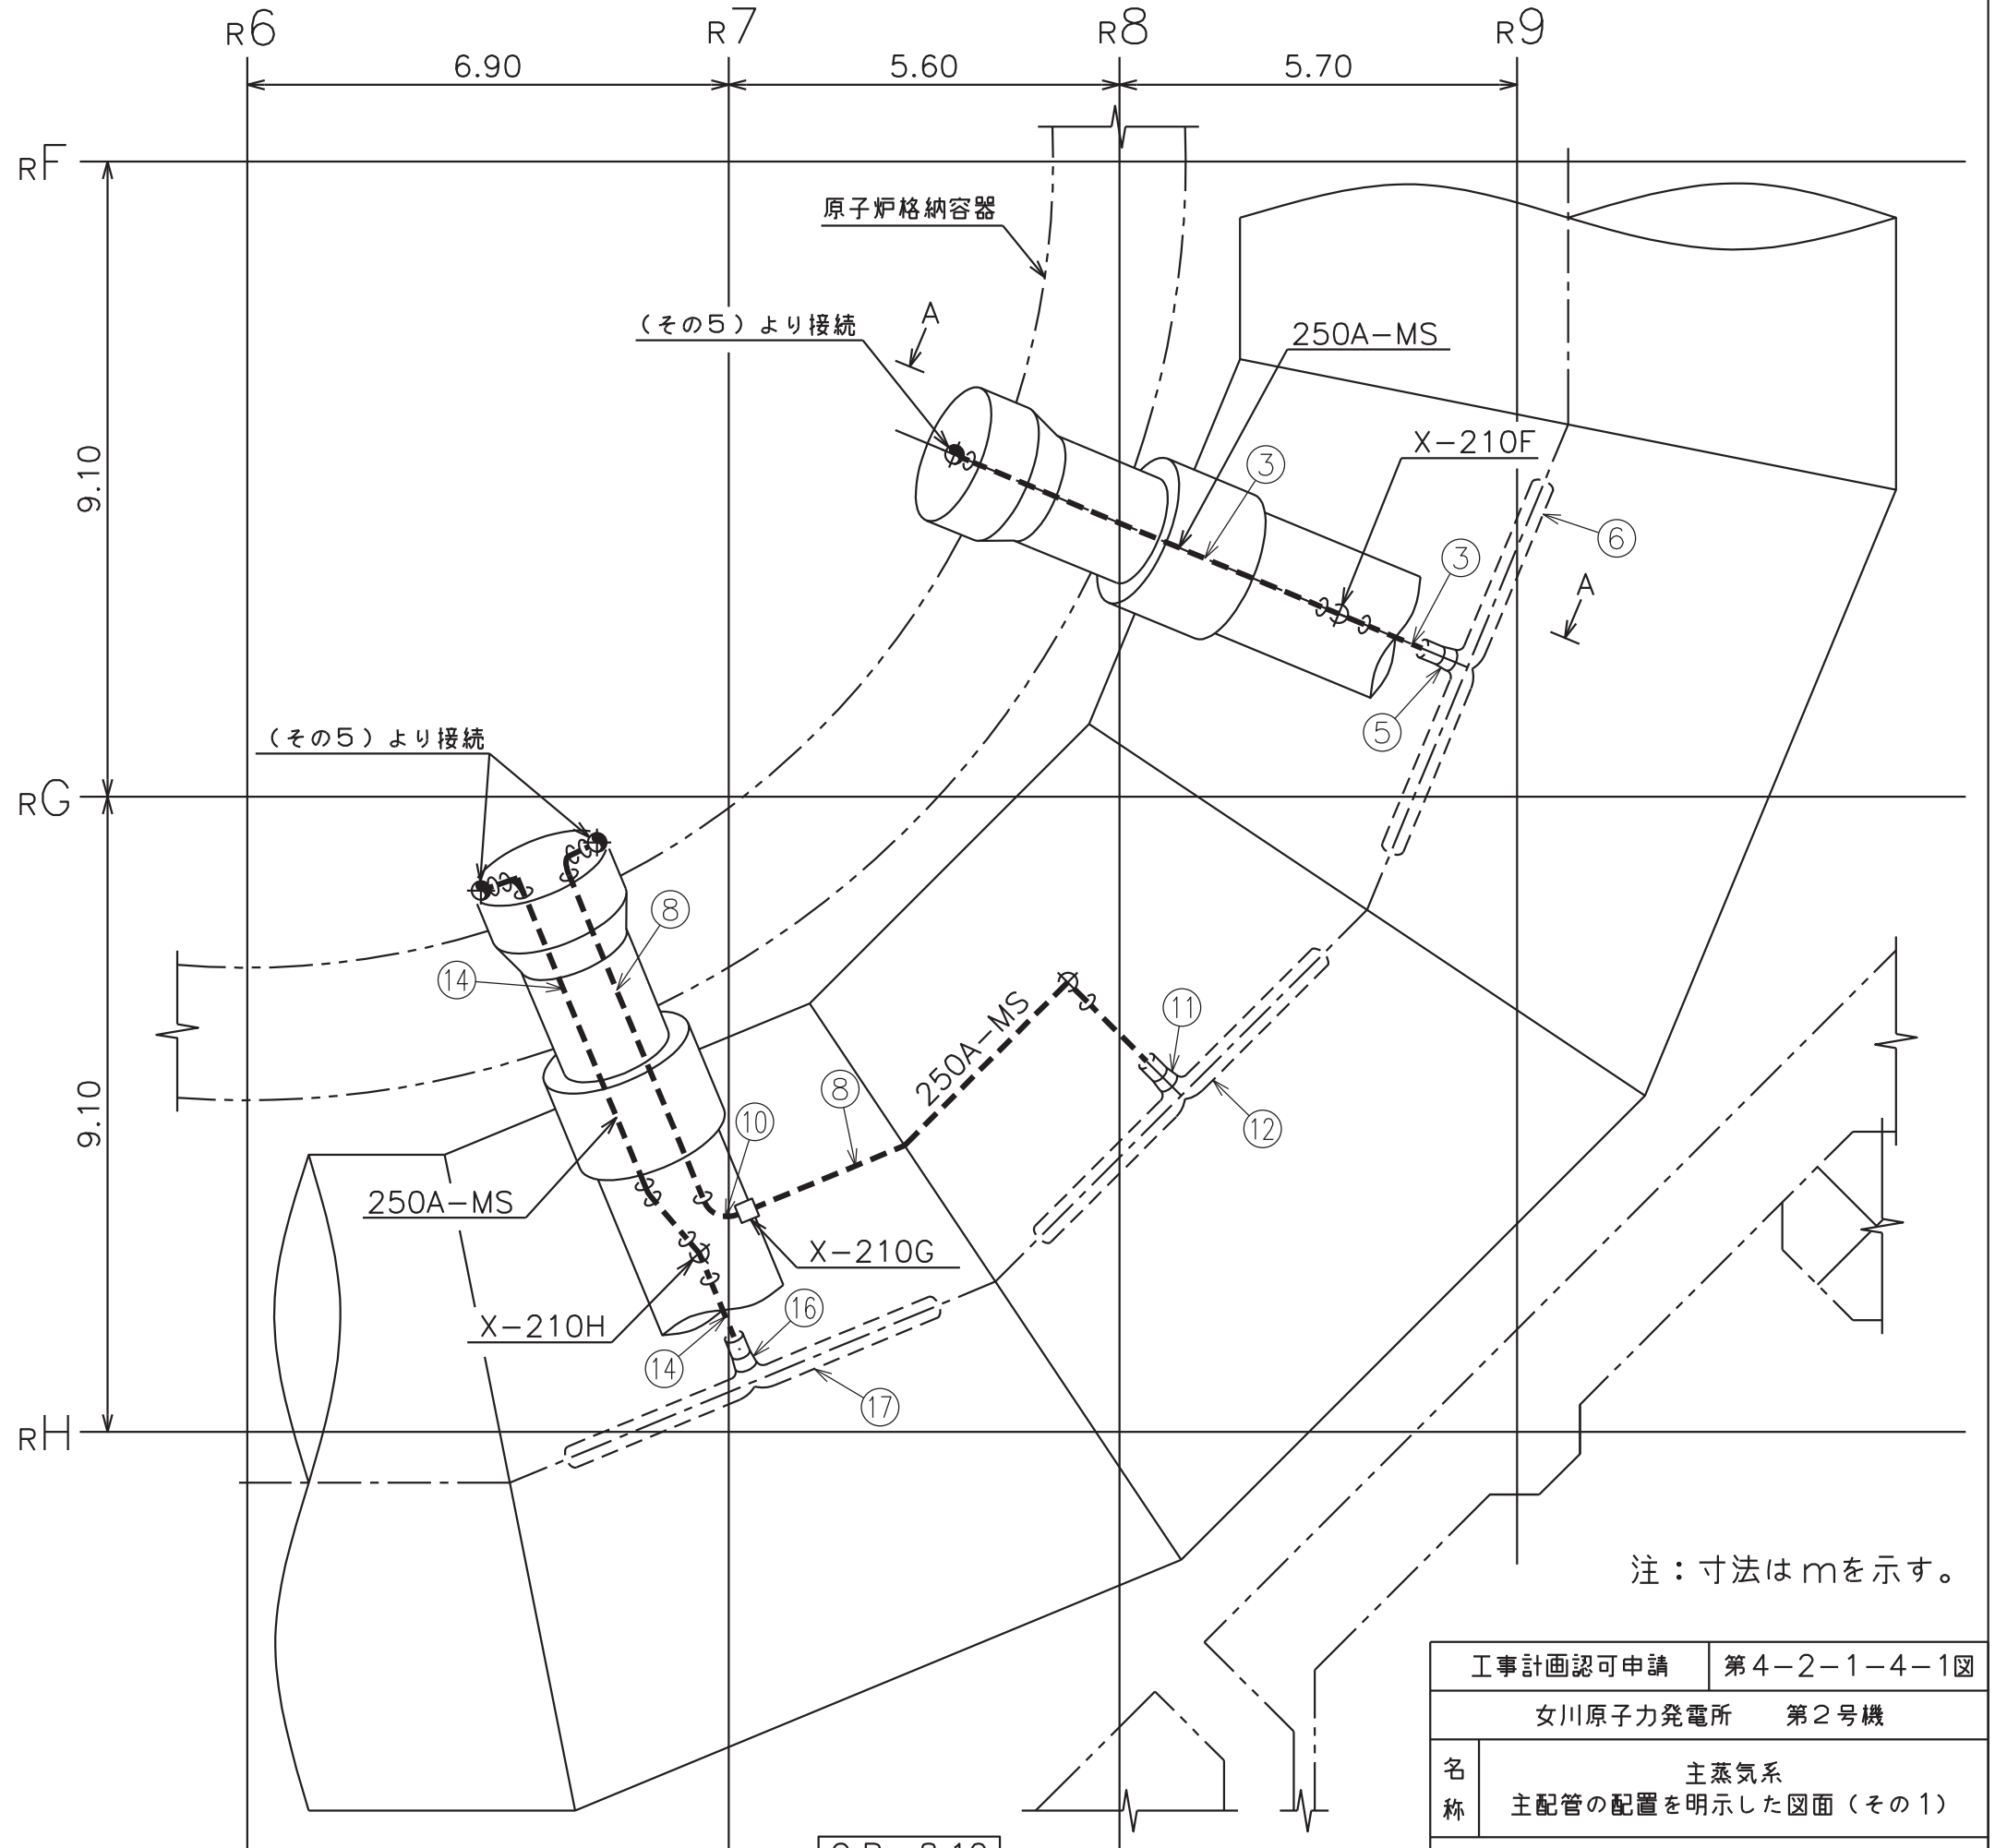 R6 R7 R8 R9
6.90 5.60 5.70
RF
原子炉格納容器
(その5)より接続
A
250A-MS
X-210F
3
6
9.10
3
A
5
(その5)より接続
RG
8
14
250A-MS
11
8
10
12
9.10
250A-MS
X-210G
16
X-210H
14
17
RH
注：寸法はmを示す。
工事計画認可申請 第4-2-1-4-1図
女川原子力発電所 第2号機
名称
主蒸気系
主配管の配置を明示した図面(その1)